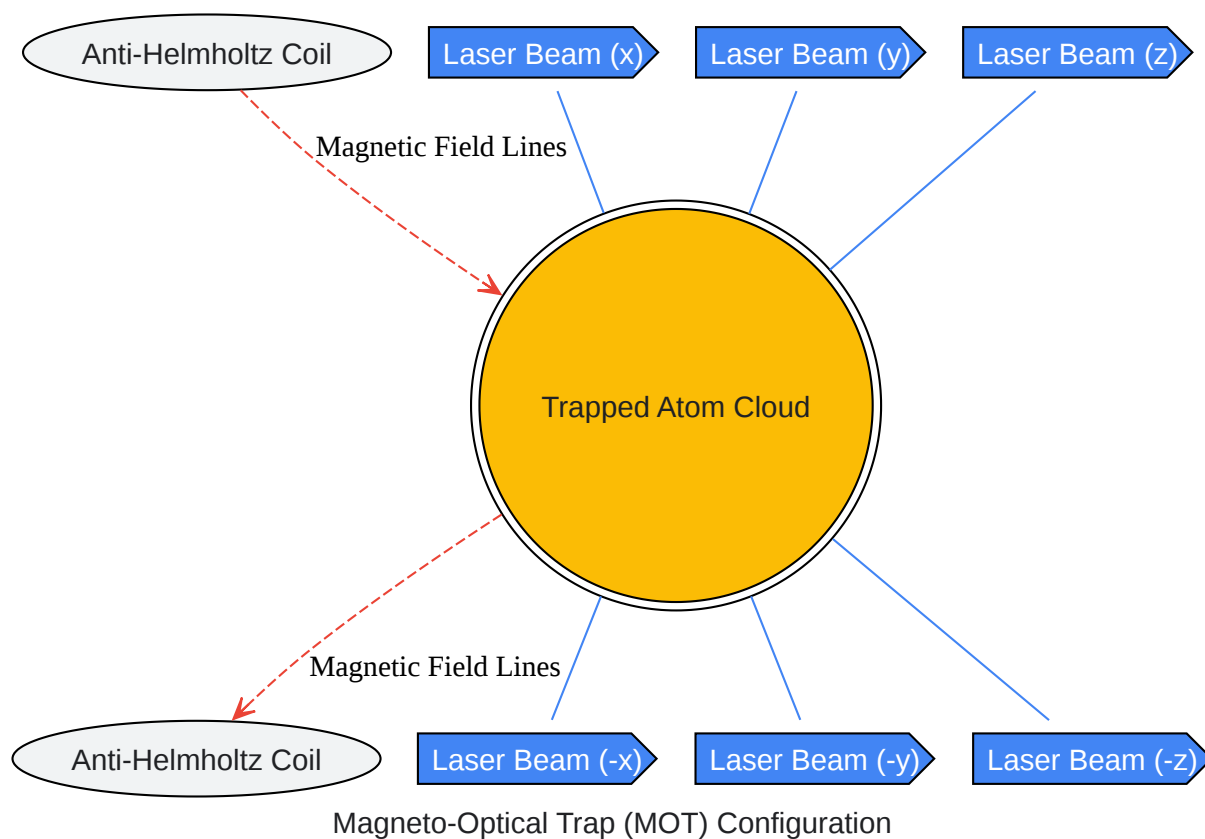 Anti-Helmholtz Coil
Laser Beam (x)
Laser Beam (y)
Laser Beam (z)
Magnetic Field Lines
Trapped Atom Cloud
Magnetic Field Lines
Anti-Helmholtz Coil
Laser Beam (-x)
Laser Beam (-y)
Laser Beam (-z)
Magneto-Optical Trap (MOT) Configuration